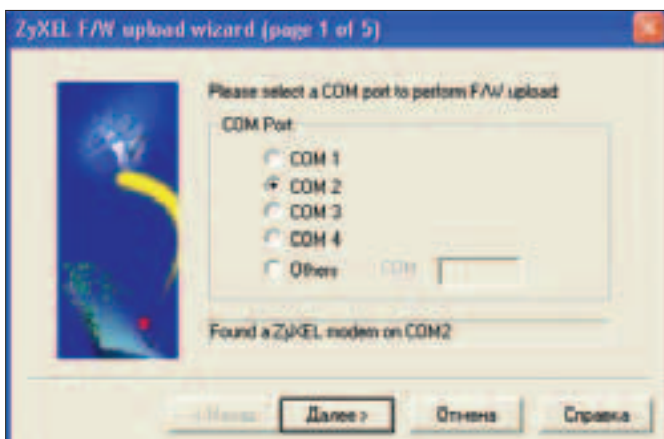 ZyXEL F/W upload wizard (page 1 of 5)
Please select a COM port to perform F/W upload
COM Port
COM 1
COM 2
COM 3
COM 4
Others COM
Found a ZyXEL modem on COM2
< Назад Далее > Отмена Справка